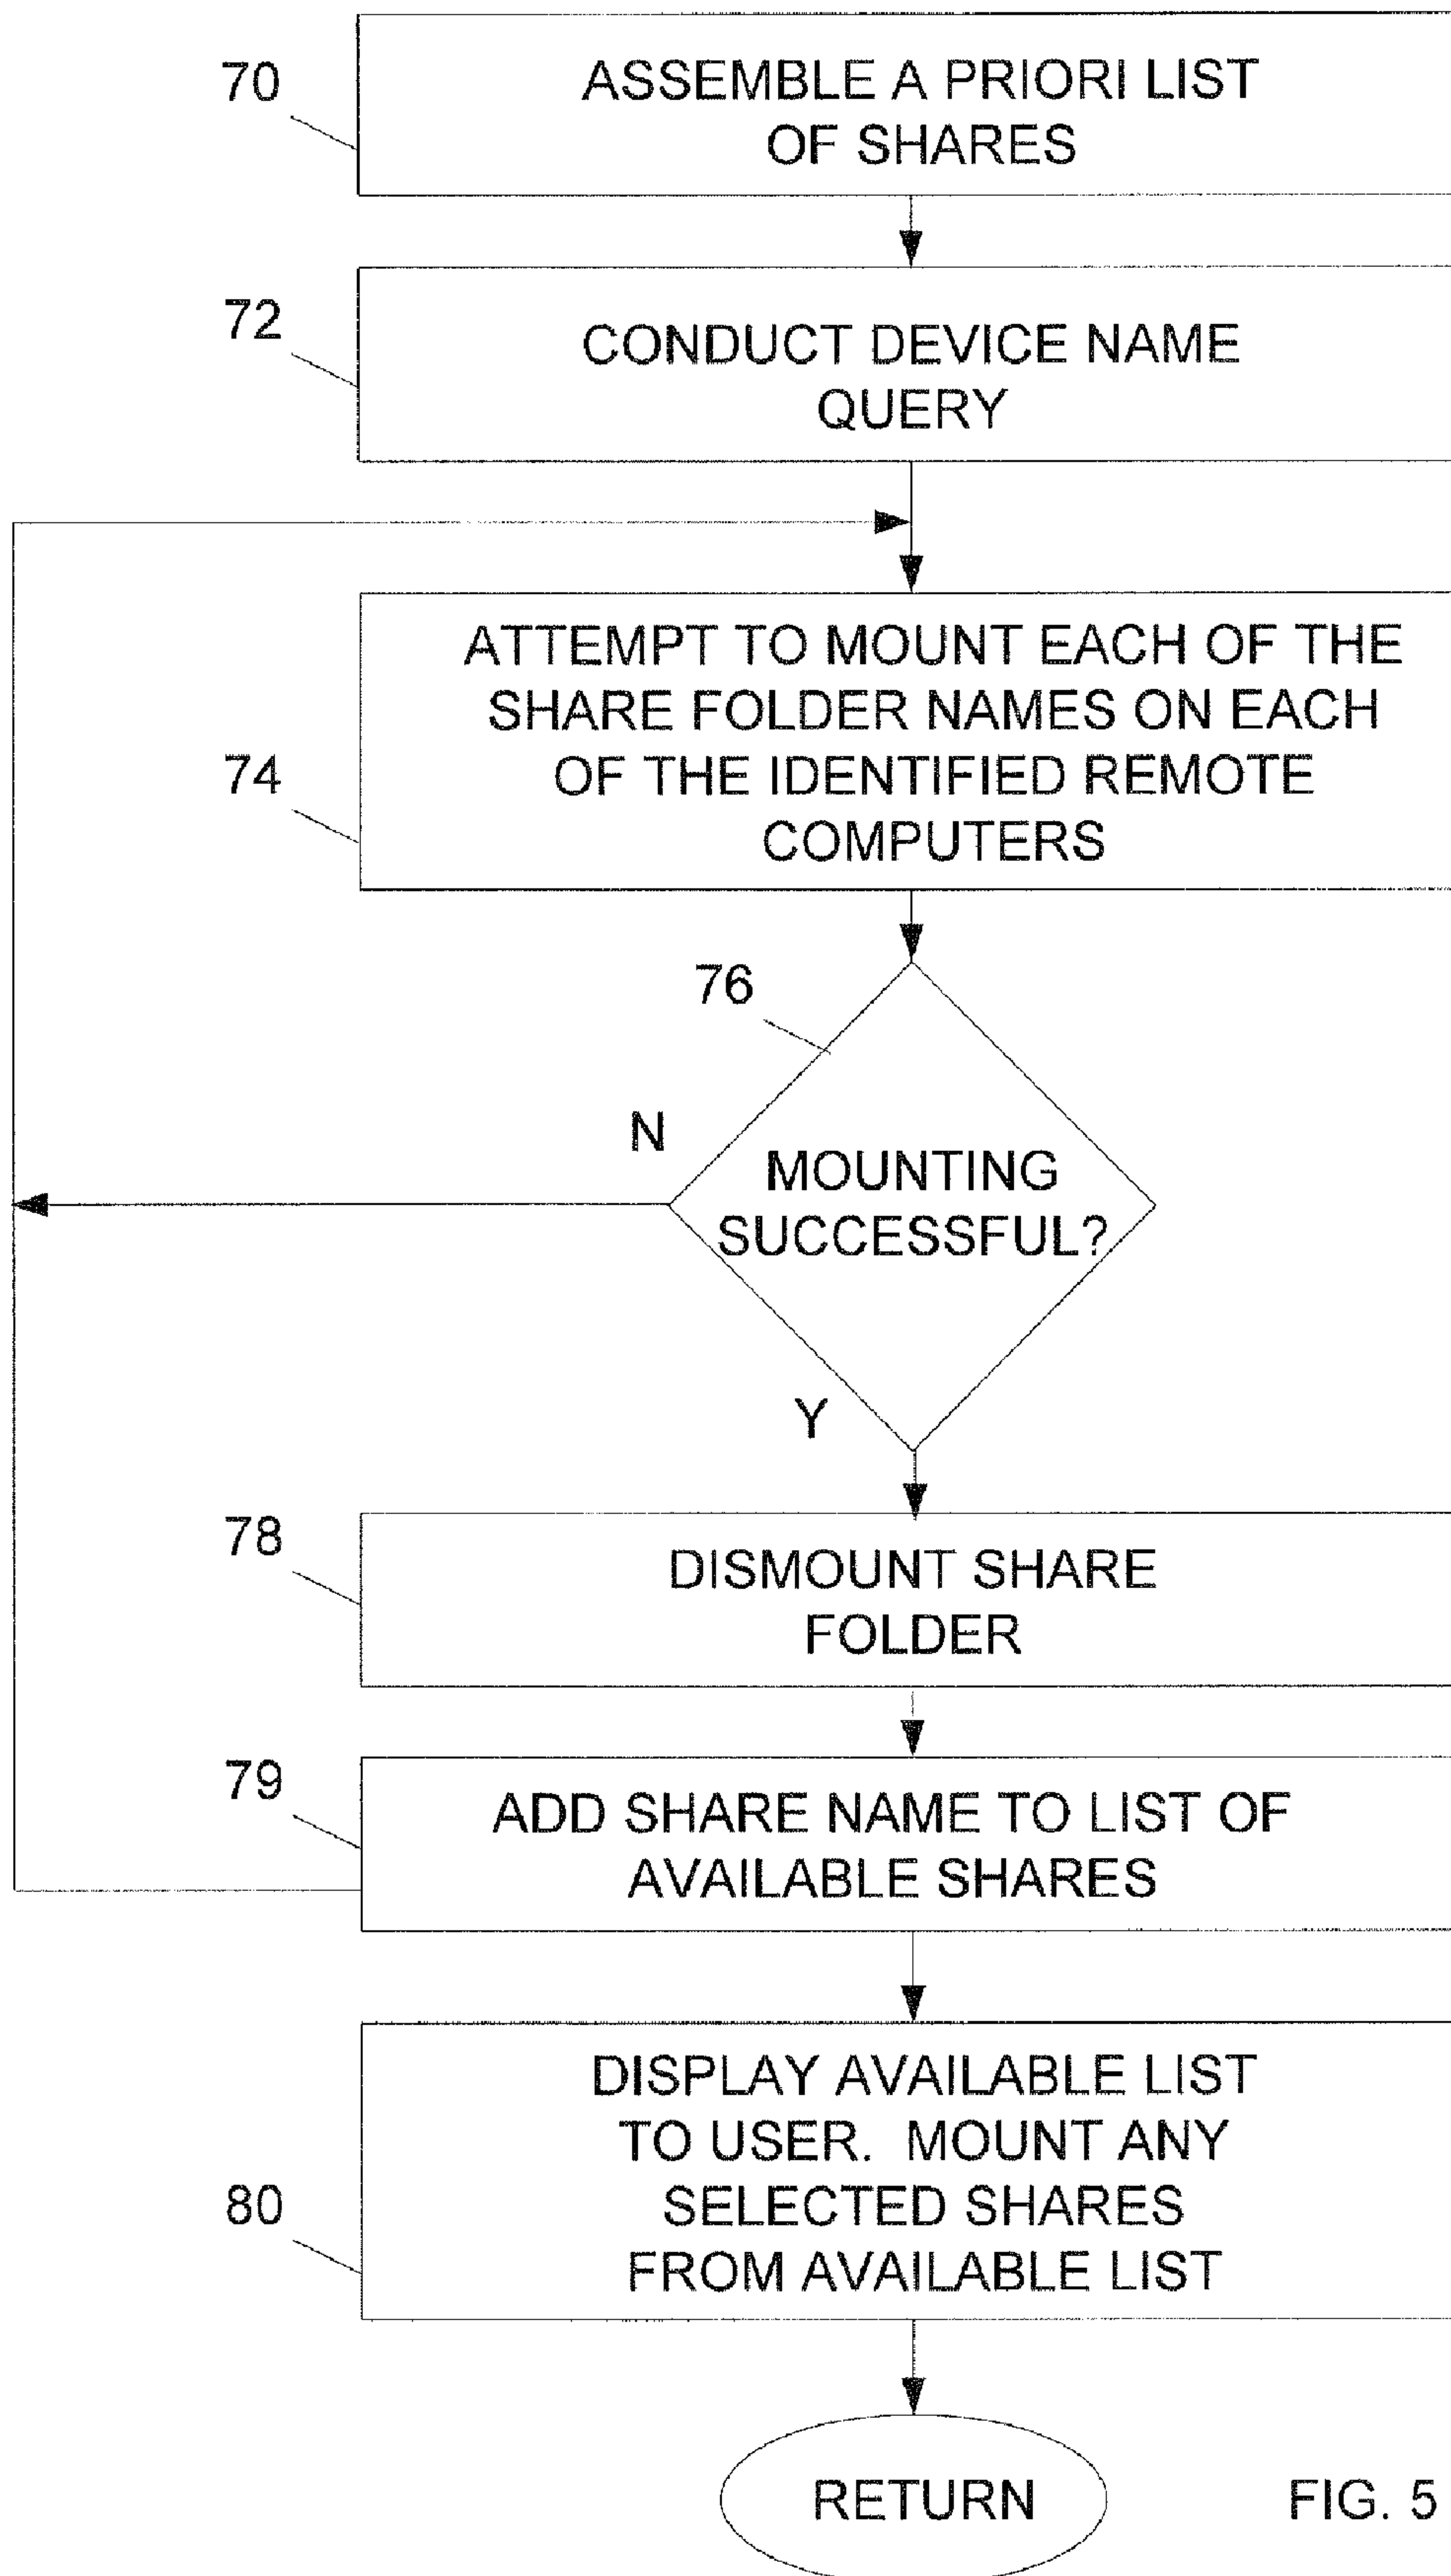 70
ASSEMBLE A PRIORI LIST
OF SHARES
72
CONDUCT DEVICE NAME
QUERY
ATTEMPT TO MOUNT EACH OF THE
SHARE FOLDER NAMES ON EACH
74
OF THE IDENTIFIED REMOTE
COMPUTERS
76
N
MOUNTING
SUCCESSFUL?
Y
78
DISMOUNT SHARE
FOLDER
79
ADD SHARE NAME TO LIST OF
AVAILABLE SHARES
DISPLAY AVAILABLE LIST
TO USER. MOUNT ANY
80
SELECTED SHARES
FROM AVAILABLE LIST
RETURN
FIG. 5